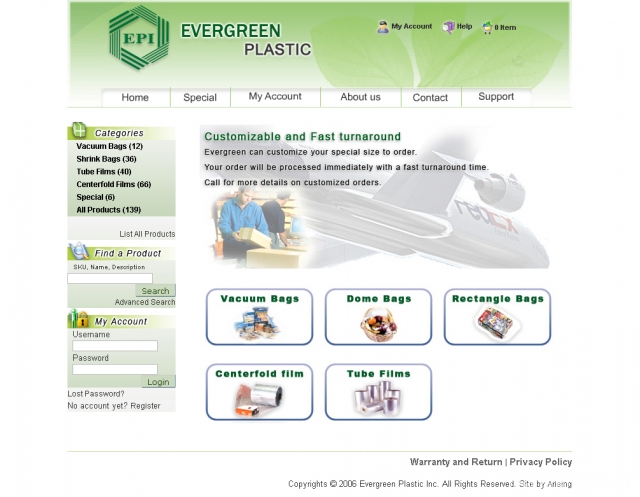 EPI
EVERGREEN
PLASTIC
My Account
Help
0 Item
Home
Special
My Account
About us
Contact
Support
Categories
Vacuum Bags (12)
Shrink Bags (36)
Tube Films (40)
Centerfold Films (66)
Special (6)
All Products (139)
List All Products
Find a Product
SKU, Name, Description
Search
Advanced Search
My Account
Username
Password
Login
Lost Password?
No account yet? Register
Customizable and Fast turnaround
Evergreen can customize your special size to order.
Your order will be processed immediately with a fast turnaround time.
Call for more details on customized orders.
Vacuum Bags
Dome Bags
Rectangle Bags
Centerfold film
Tube Films
Warranty and Return | Privacy Policy
Copyrights © 2006 Evergreen Plastic Inc. All Rights Reserved. Site by Arising